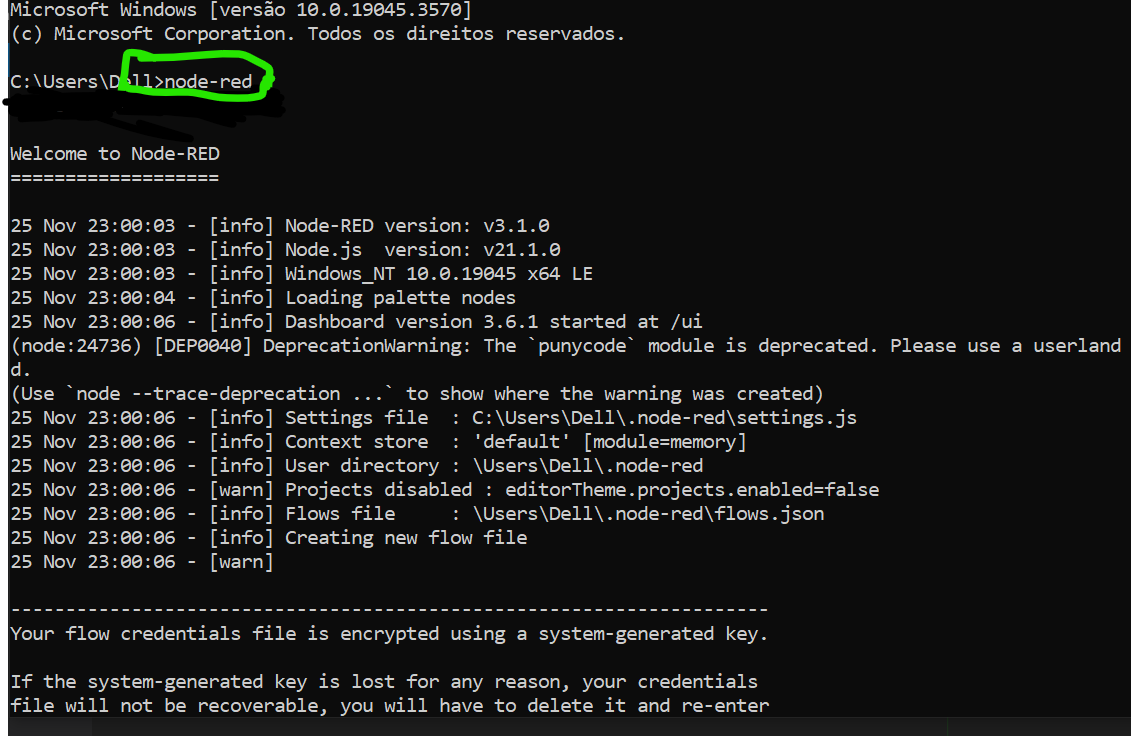 Microsoft Windows [versão 10.0.19045.3570]
(c) Microsoft Corporation. Todos os direitos reservados.
C:\Users\Dell>node-red
Welcome to Node-RED
===================
25 Nov 23:00:03 - [info] Node-RED version: v3.1.0
25 Nov 23:00:03 - [info] Node.js  version: v21.1.0
25 Nov 23:00:03 - [info] Windows_NT 10.0.19045 x64 LE
25 Nov 23:00:04 - [info] Loading palette nodes
25 Nov 23:00:06 - [info] Dashboard version 3.6.1 started at /ui
(node:24736) [DEP0040] DeprecationWarning: The `punycode` module is deprecated. Please use a userland
d.
(Use `node --trace-deprecation ...` to show where the warning was created)
25 Nov 23:00:06 - [info] Settings file  : C:\Users\Dell\.node-red\settings.js
25 Nov 23:00:06 - [info] Context store  : 'default' [module=memory]
25 Nov 23:00:06 - [info] User directory : \Users\Dell\.node-red
25 Nov 23:00:06 - [warn] Projects disabled : editorTheme.projects.enabled=false
25 Nov 23:00:06 - [info] Flows file     : \Users\Dell\.node-red\flows.json
25 Nov 23:00:06 - [info] Creating new flow file
25 Nov 23:00:06 - [warn]
---------------------------------------------------------------------
Your flow credentials file is encrypted using a system-generated key.
If the system-generated key is lost for any reason, your credentials
file will not be recoverable, you will have to delete it and re-enter